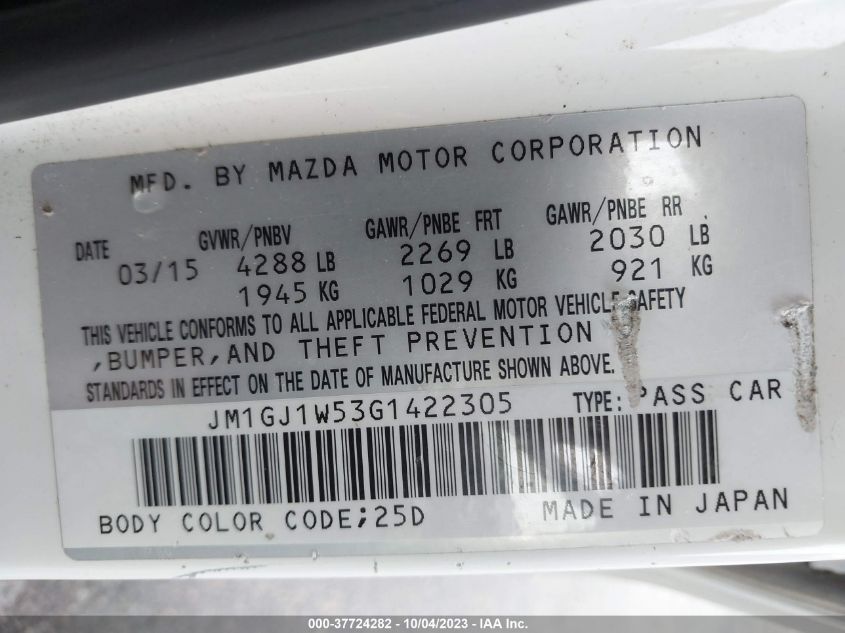 MFD. BY MAZDA MOTOR CORPORATION
DATE GVWR/PNBV GAWR/PNBE FRT GAWR/PNBE RR
03/15 4288 LB 2269 LB 2030 LB
1945 KG 1029 KG 921 KG
THIS VEHICLE CONFORMS TO ALL APPLICABLE FEDERAL MOTOR VEHICLE SAFETY
,BUMPER,AND THEFT PREVENTION
STANDARDS IN EFFECT ON THE DATE OF MANUFACTURE SHOWN ABOVE.
JM1GJ1W53G1422305 TYPE: PASS CAR
BODY COLOR CODE;25D MADE IN JAPAN
000-37724282 - 10/04/2023 - IAA Inc.